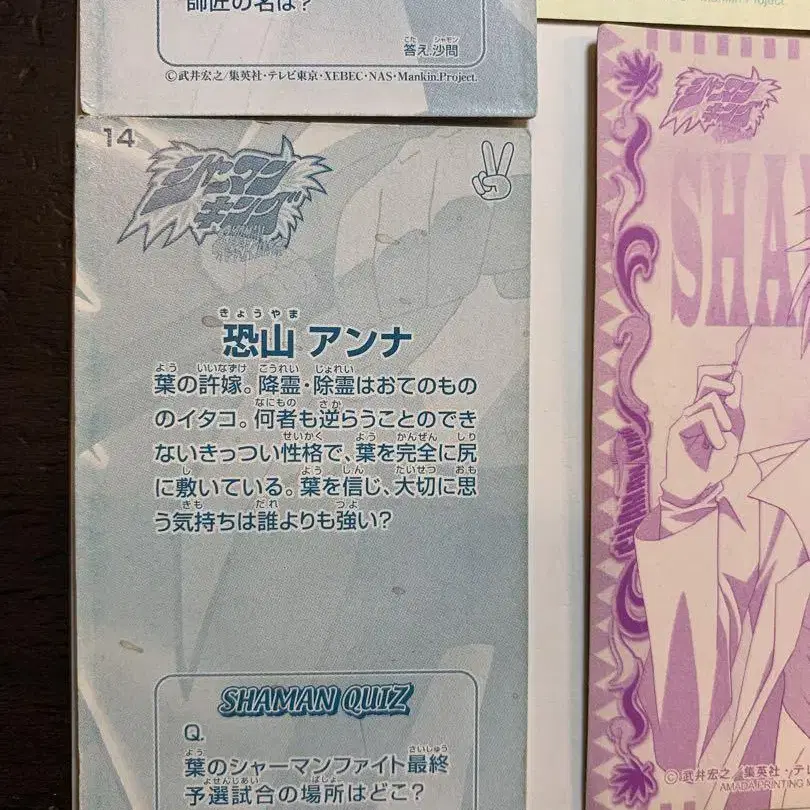 師匠の名は?
答え.沙問
©武井宏之/集英社・テレビ東京・XEBEC・NAS・Mankin.Project.
Mankin Project.
14
シャーマン
キング
恐山 アンナ
葉の許嫁。降霊・除霊はおてのもの
のイタコ。何者も逆らうことのでき
ないきっつい性格で、葉を完全に尻
に敷いている。葉を信じ、大切に思
う気持ちは誰よりも強い?
SHAMAN QUIZ
Q.
葉のシャーマンファイト最終
予選試合の場所はどこ?
シャーマン
キング
SHA
©武井宏之/集英社・テレ
AMADA PRINTING M